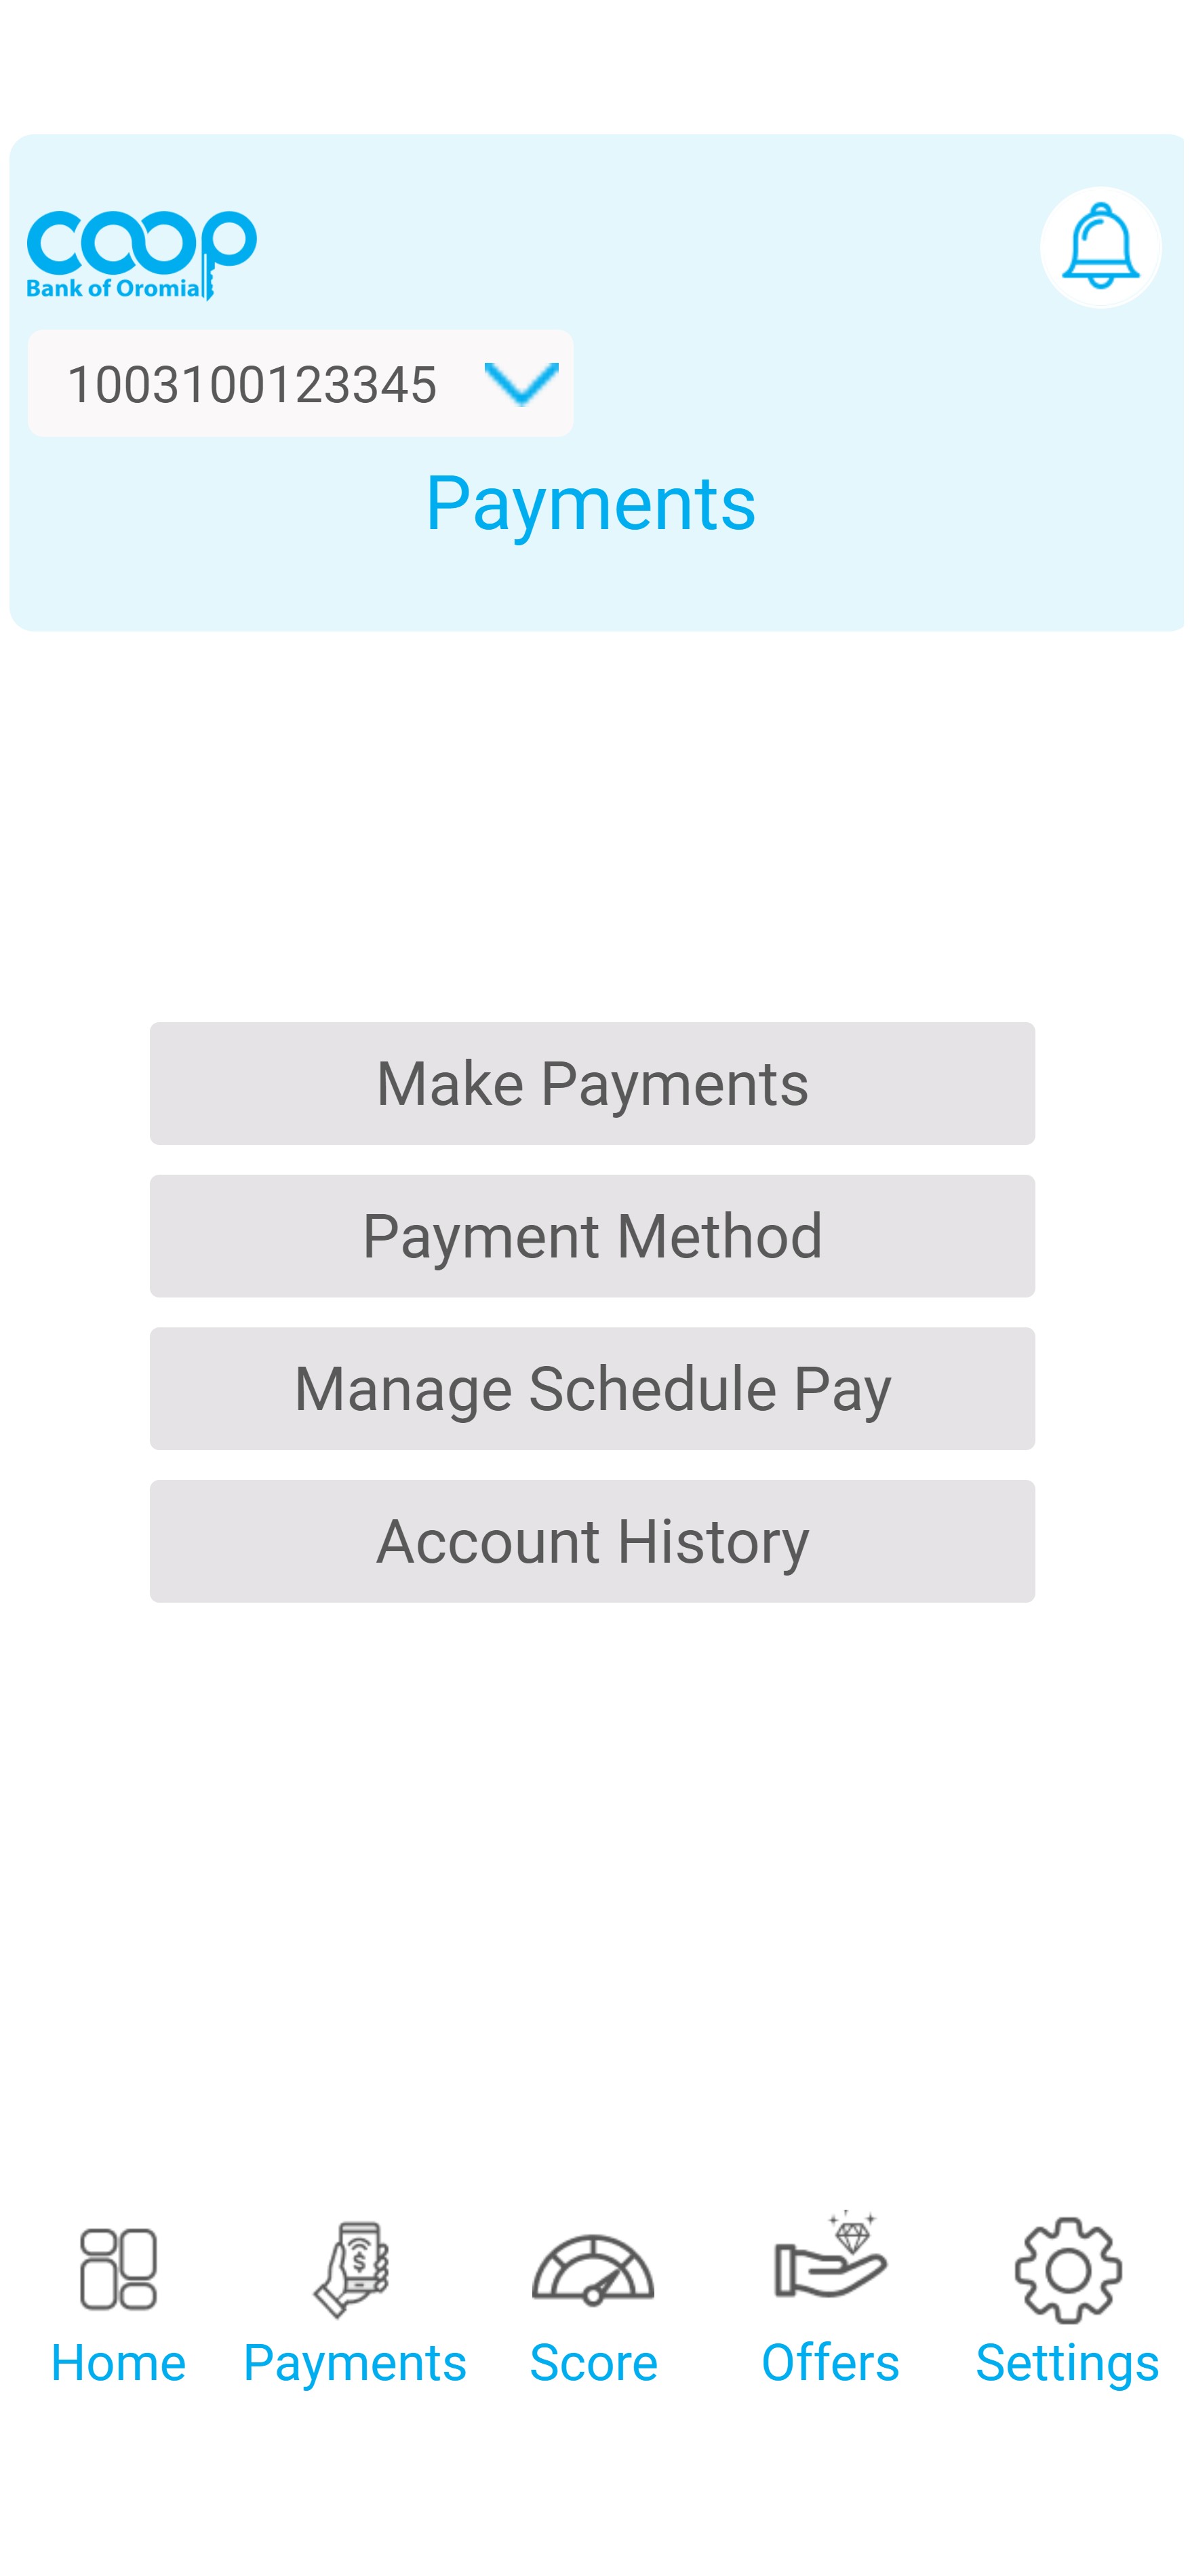 coop
Bank of Oromia
1003100123345
Payments
Make Payments
Payment Method
Manage Schedule Pay
Account History
$
Home Payments Score Offers Settings